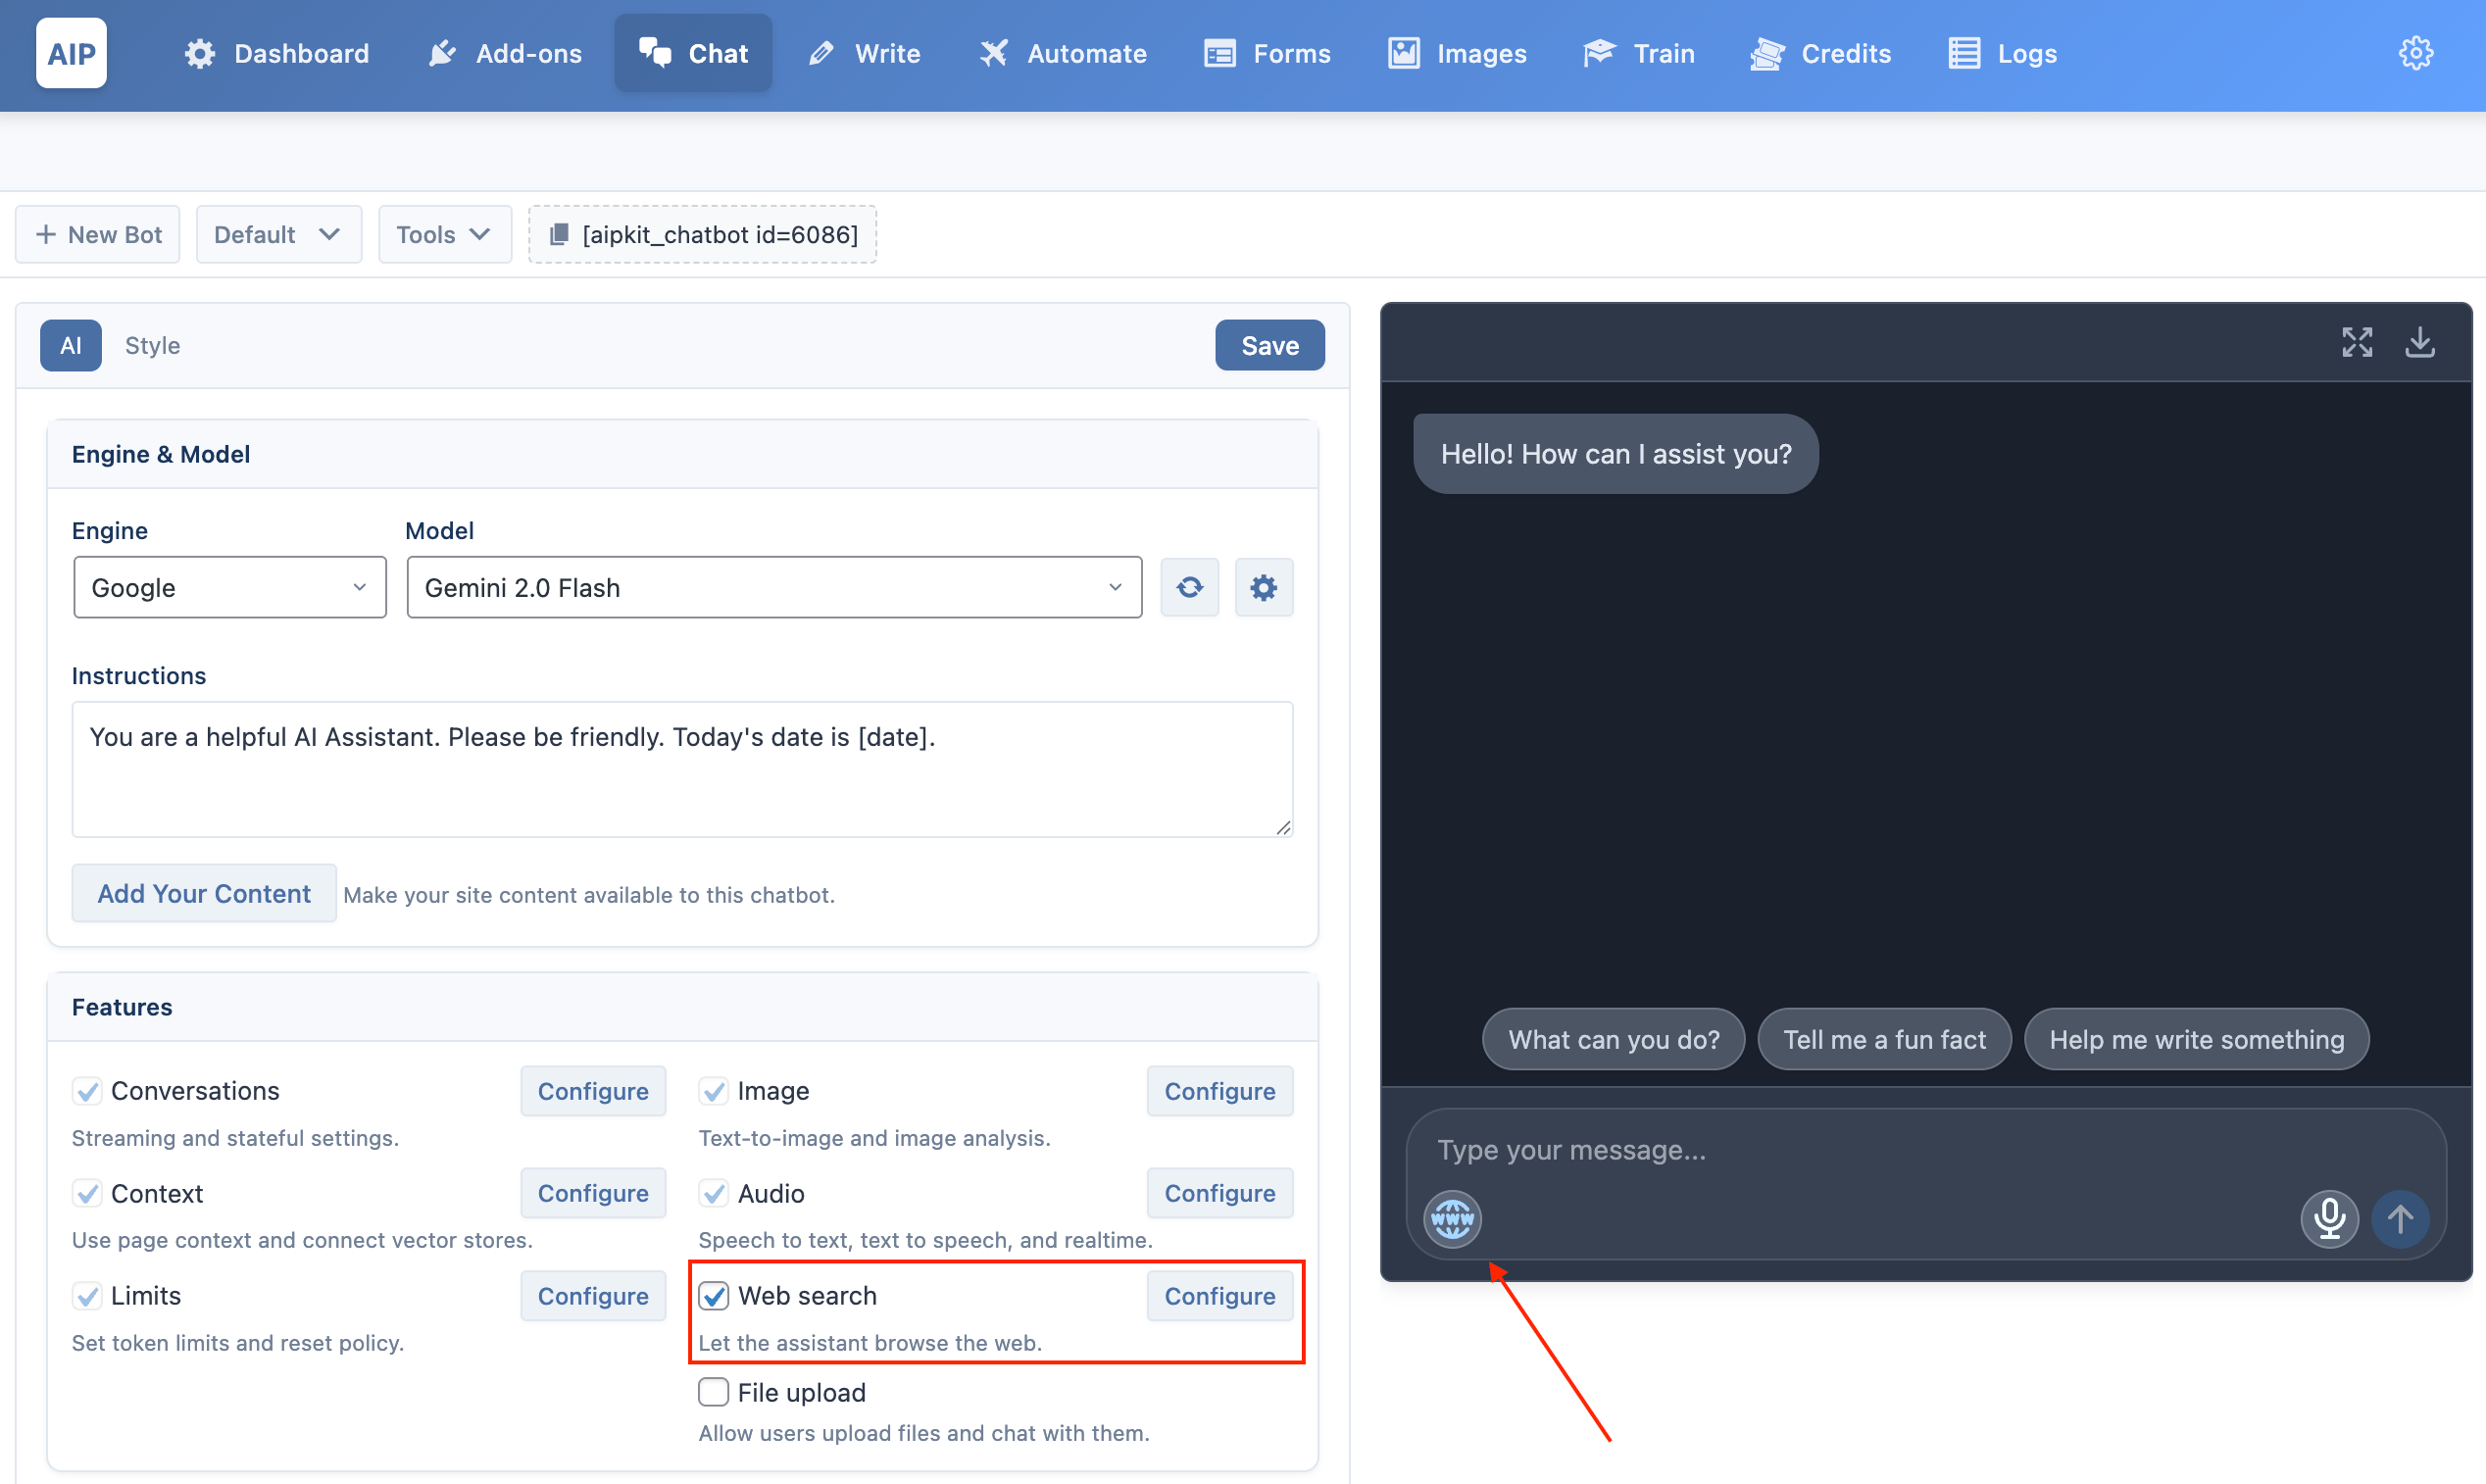 AIP Dashboard Add-ons Chat Write Automate Forms Images Train Credits Logs
New Bot Default Tools [aipkit_chatbot id=6086]
AI Style Save
Engine & Model
Engine Model
Google Gemini 2.0 Flash
Instructions
You are a helpful AI Assistant. Please be friendly. Today's date is [date].
Add Your Content Make your site content available to this chatbot.
Features
Conversations Configure
Streaming and stateful settings.
Context Configure
Use page context and connect vector stores.
Limits Configure
Set token limits and reset policy.
Image Configure
Text-to-image and image analysis.
Audio Configure
Speech to text, text to speech, and realtime.
Web search Configure
Let the assistant browse the web.
File upload
Allow users upload files and chat with them.
Hello! How can I assist you?
What can you do? Tell me a fun fact Help me write something
Type your message...
WWW